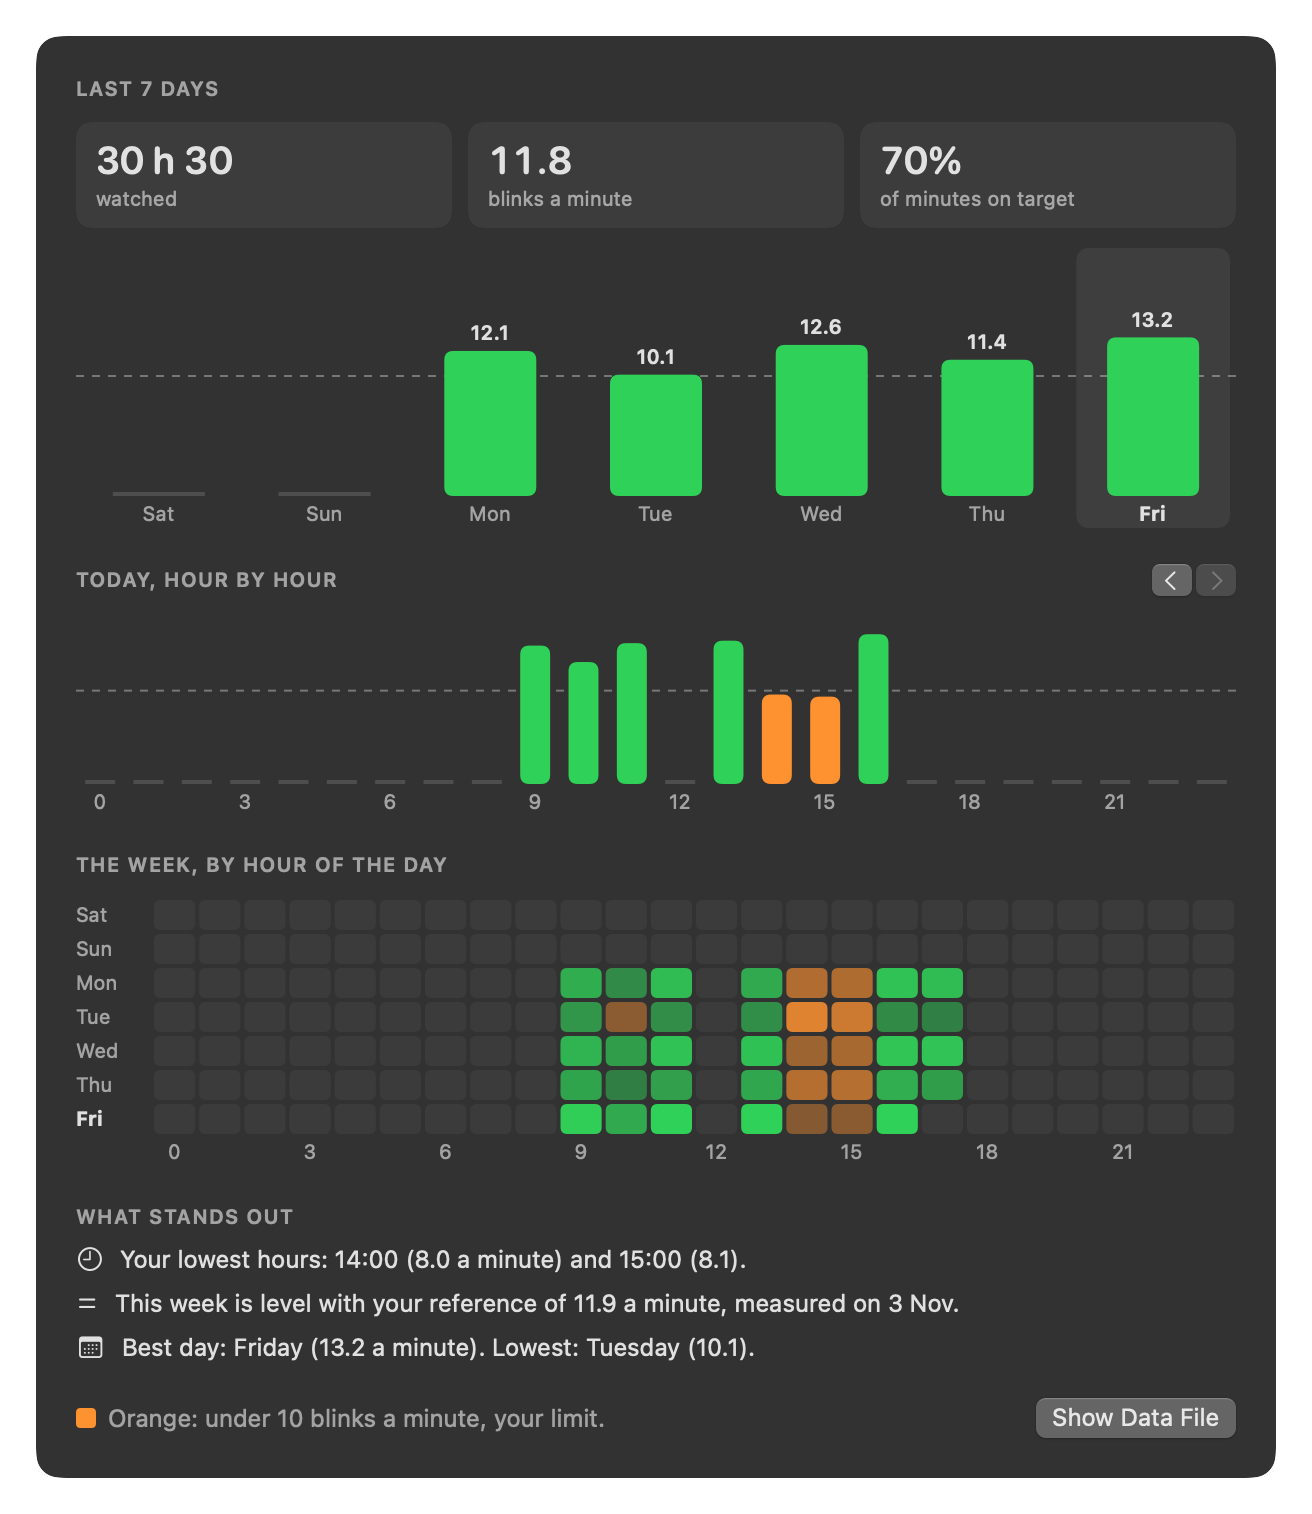 LAST 7 DAYS
30 h 30
watched
11.8
blinks a minute
70%
of minutes on target
12.1
10.1
12.6
11.4
13.2
Sat Sun Mon Tue Wed Thu Fri
TODAY, HOUR BY HOUR
0 3 6 9 12 15 18 21
THE WEEK, BY HOUR OF THE DAY
Sat
Sun
Mon
Tue
Wed
Thu
Fri
0 3 6 9 12 15 18 21
WHAT STANDS OUT
Your lowest hours: 14:00 (8.0 a minute) and 15:00 (8.1).
This week is level with your reference of 11.9 a minute, measured on 3 Nov.
Best day: Friday (13.2 a minute). Lowest: Tuesday (10.1).
Orange: under 10 blinks a minute, your limit.
Show Data File